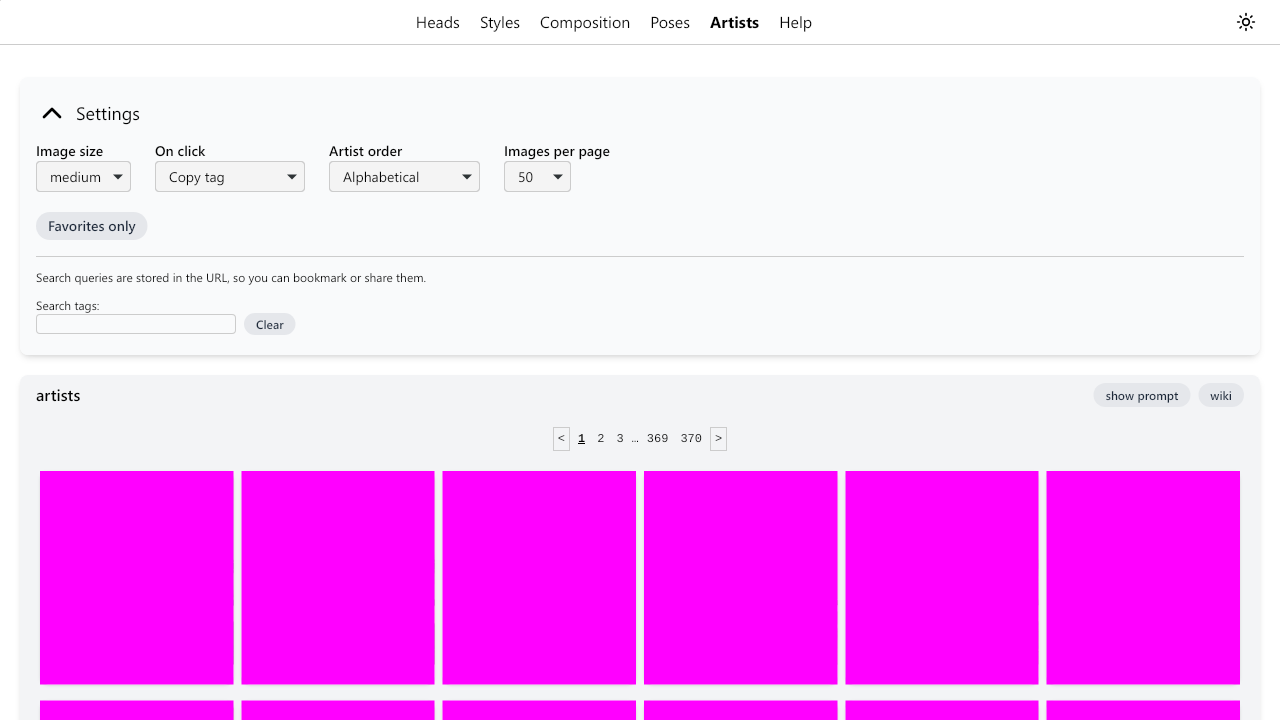 Heads Styles Composition Poses Artists Help
Settings
Image size On click Artist order Images per page
medium Copy tag Alphabetical 50
Favorites only
Search queries are stored in the URL, so you can bookmark or share them.
Search tags:
Clear
artists show prompt wiki
< 1 2 3 … 369 370 >